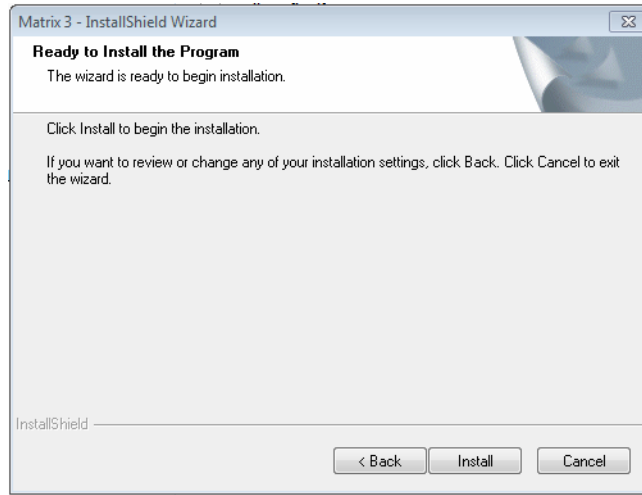 Matrix 3 - InstallShield Wizard
Ready to Install the Program
The wizard is ready to begin installation.
Click Install to begin the installation.
If you want to review or change any of your installation settings, click Back. Click Cancel to exit
the wizard.
InstallShield
< Back Install Cancel